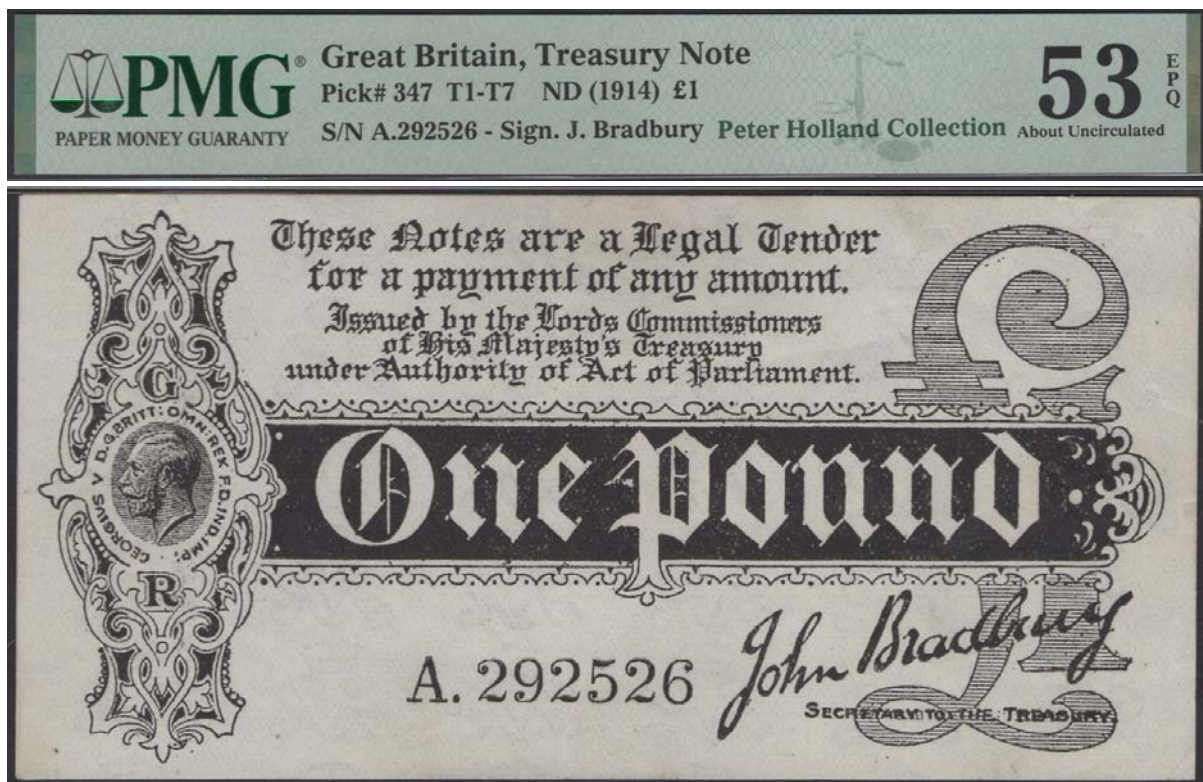 PMG®
PAPER MONEY GUARANTY
Great Britain, Treasury Note
Pick# 347 T1-T7 ND (1914) £1
S/N A.292526 - Sign. J. Bradbury Peter Holland Collection
53
About Uncirculated
EPQ
These Notes are a Legal Tender
for a payment of any amount.
Issued by the Lords Commissioners
of His Majesty's Treasury
under Authority of Act of Parliament.
£
G
GEORGIUS V D.G.BRITT:OMN:REX F.D.IND:IMP:
R
One Pound
A. 292526
John Bradbury
SECRETARY TO THE TREASURY.
£1